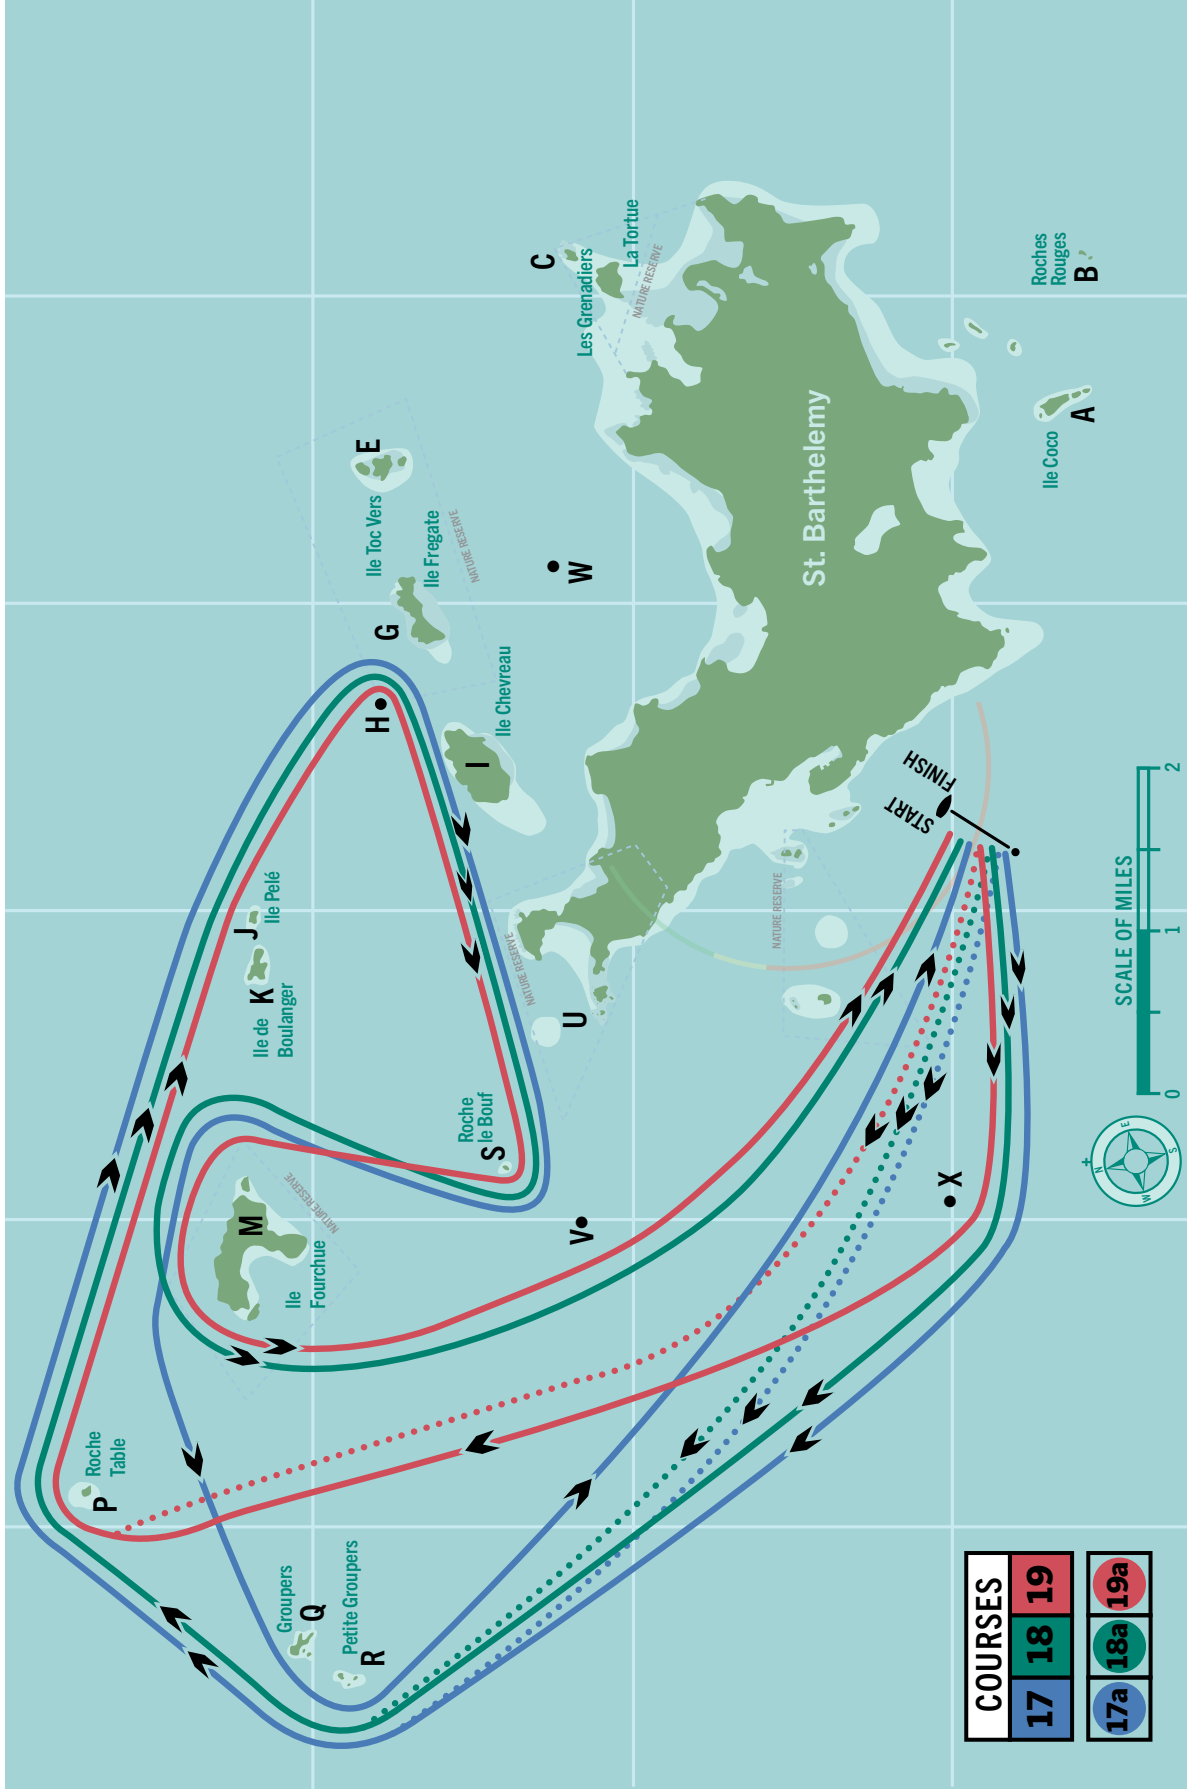 P
Roche
Table
Groupers
Q
Petite Groupers
R
Ile
Fourchue
M
NATURE RESERVE
Ile de
Boulanger
K
J
Ile Pelé
H
G
Ile Toc Vers
Ile Fregate
E
NATURE RESERVE
I
Ile Chevreau
Roche
le Bouf
S
V
U
NATURE RESERVE
W
C
Les Grenadiers
La Tortue
NATURE RESERVE
St. Barthelemy
NATURE RESERVE
X
START
FINISH
Ile Coco
A
Roches
Rouges
B
COURSES
17 18 19
17a 18a 19a
N
E
S
W
SCALE OF MILES
0 1 2